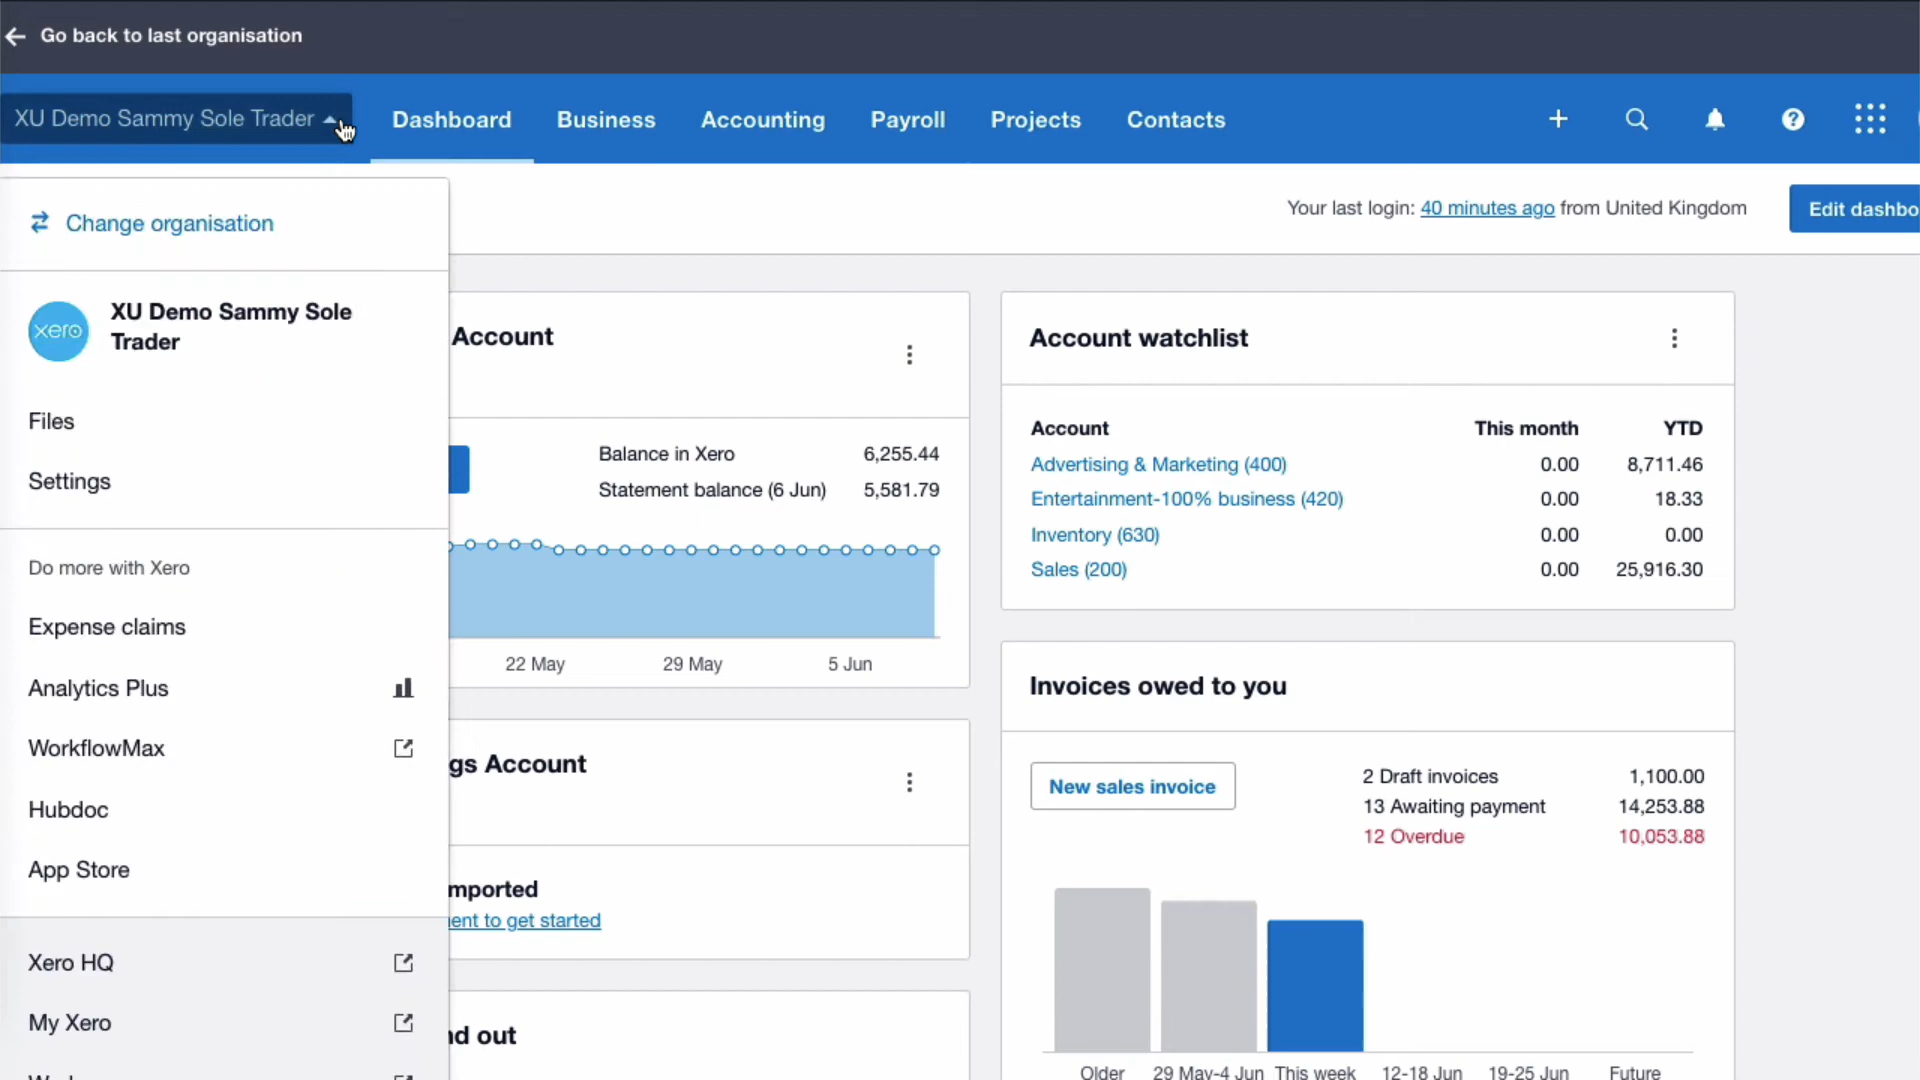 Go back to last organisation
XU Demo Sammy Sole Trader
Dashboard
Business
Accounting
Payroll
Projects
Contacts
Change organisation
xero
XU Demo Sammy Sole
Trader
Files
Settings
Do more with Xero
Expense claims
Analytics Plus
WorkflowMax
Hubdoc
App Store
Xero HQ
My Xero
Your last login: 40 minutes ago from United Kingdom
Edit dashbo
Account
Balance in Xero 6,255.44
Statement balance (6 Jun) 5,581.79
22 May 29 May 5 Jun
gs Account
mported
ent to get started
nd out
Account watchlist
Account This month YTD
Advertising & Marketing (400) 0.00 8,711.46
Entertainment-100% business (420) 0.00 18.33
Inventory (630) 0.00 0.00
Sales (200) 0.00 25,916.30
Invoices owed to you
New sales invoice
2 Draft invoices 1,100.00
13 Awaiting payment 14,253.88
12 Overdue 10,053.88
Older 29 May-4 Jun This week 12-18 Jun 19-25 Jun Future